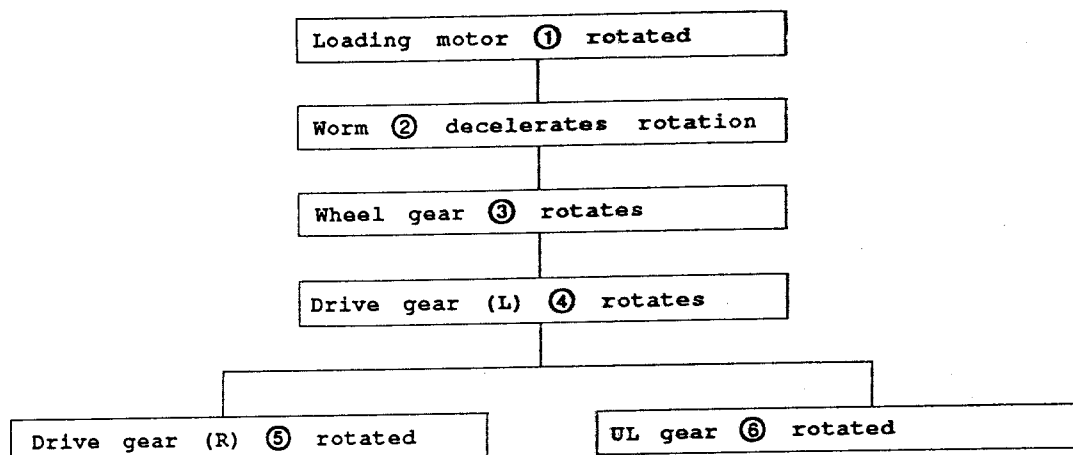 Loading motor ① rotated
Worm ② decelerates rotation
Wheel gear ③ rotates
Drive gear (L) ④ rotates
Drive gear (R) ⑤ rotated
UL gear ⑥ rotated